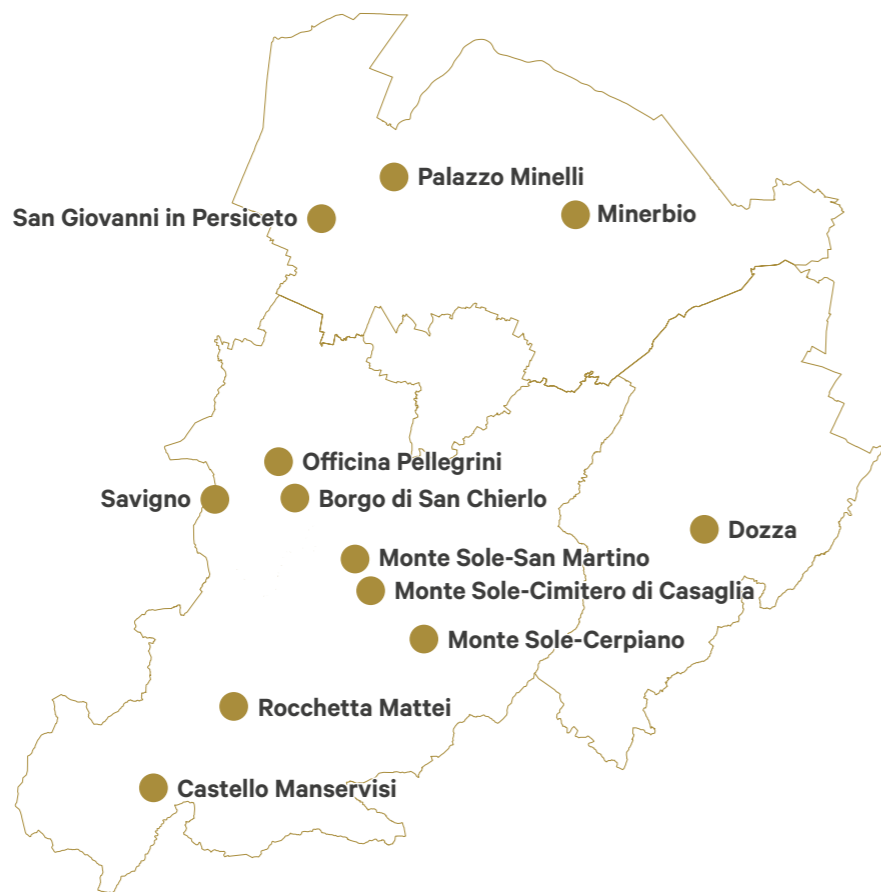 Palazzo Minelli
San Giovanni in Persiceto
Minerbio
Officina Pellegrini
Savigno
Borgo di San Chierlo
Dozza
Monte Sole-San Martino
Monte Sole-Cimitero di Casaglia
Monte Sole-Cerpiano
Rocchetta Mattei
Castello Manservisi